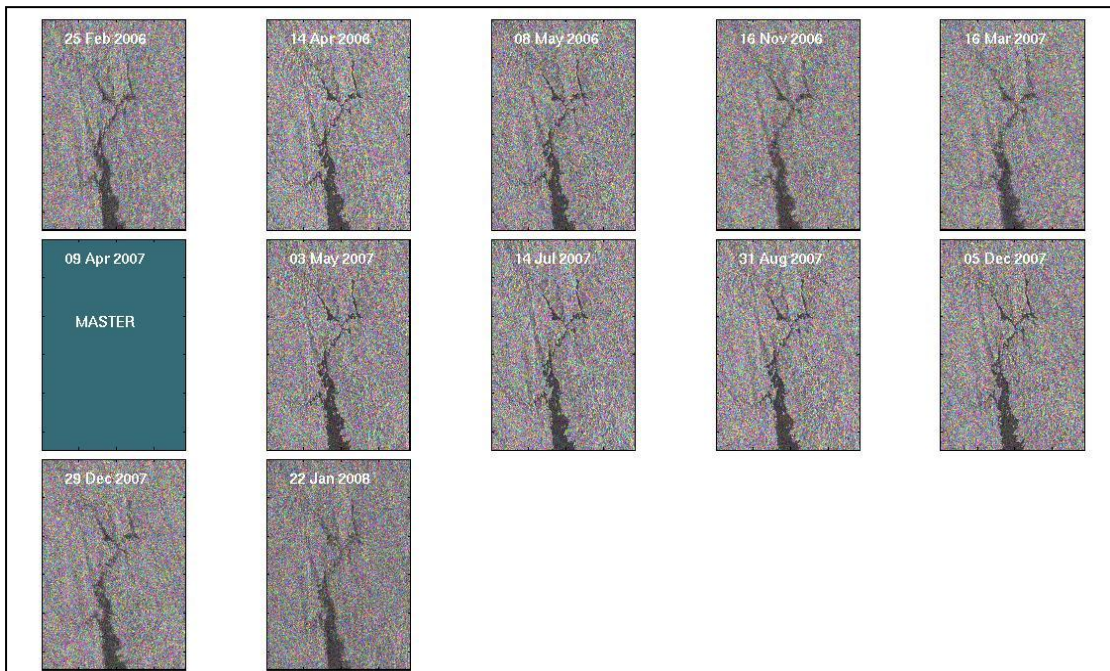 25 Feb 2006
14 Apr 2006
08 May 2006
16 Nov 2006
16 Mar 2007
09 Apr 2007
MASTER
03 May 2007
14 Jul 2007
31 Aug 2007
05 Dec 2007
29 Dec 2007
22 Jan 2008